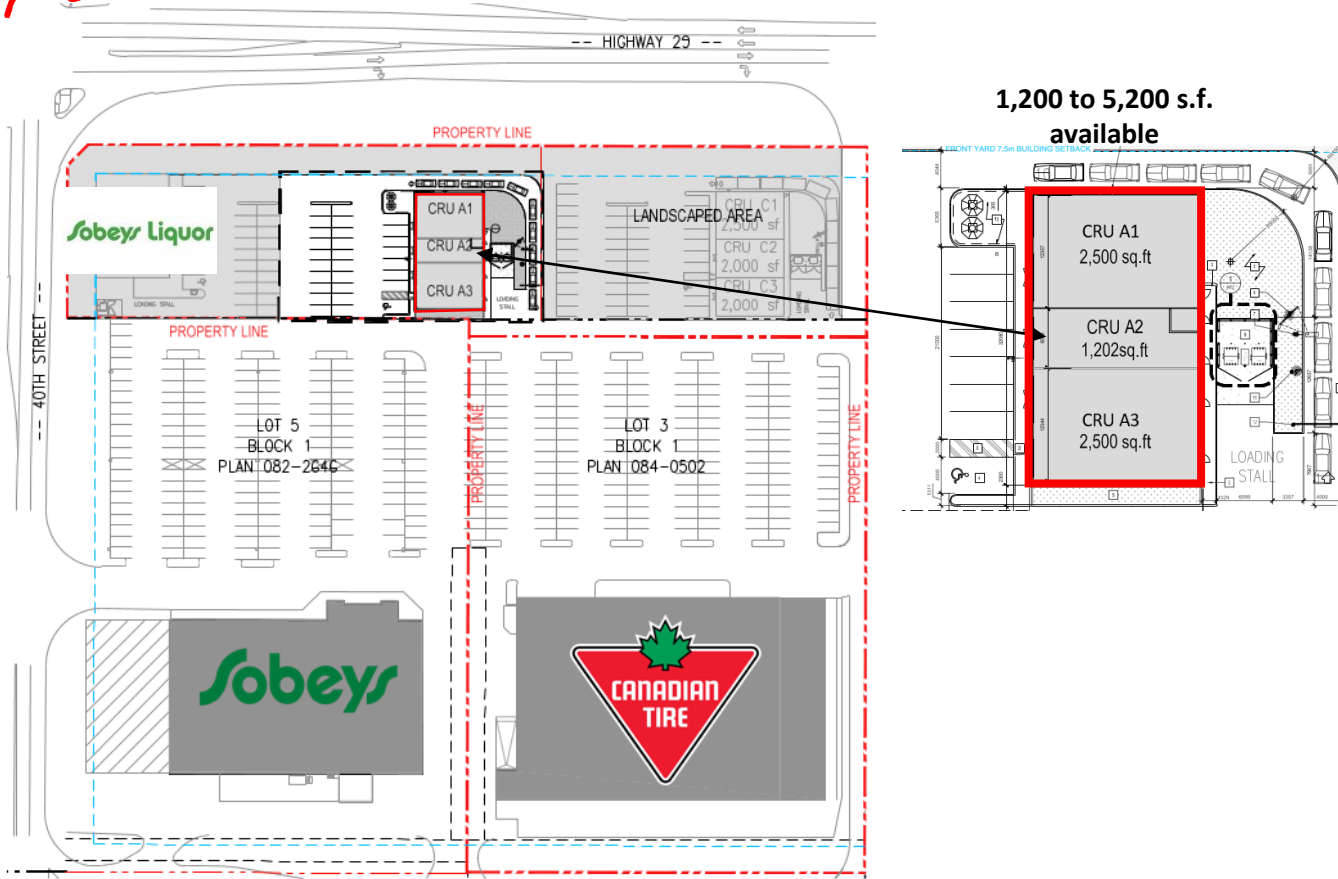 -- HIGHWAY 29 --
PROPERTY LINE
Sobeys Liquor
CRU A1
CRU A2
CRU A3
LOADING
STALL
LANDSCAPED AREA
CRU C1
2,500 sf
CRU C2
2,000 sf
CRU C3
2,000 sf
LOADING
STALL
LOADING STALL
-- 40TH STREET --
PROPERTY LINE
LOT 5
BLOCK 1
PLAN 082-2646
PROPERTY LINE
LOT 3
BLOCK 1
PLAN 084-0502
PROPERTY LINE
Sobeys
CANADIAN
TIRE
1,200 to 5,200 s.f.
available
FRONT YARD 7.5m BUILDING SETBACK
CRU A1
2,500 sq.ft
CRU A2
1,202sq.ft
CRU A3
2,500 sq.ft
LOADING
STALL